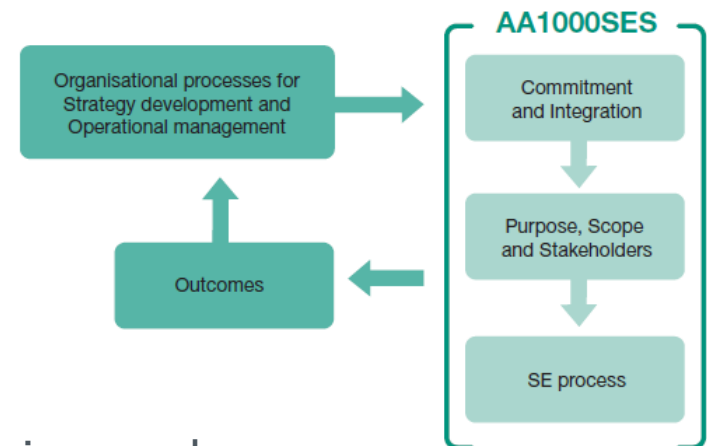 AA1000SES
Organisational processes for
Strategy development and
Operational management
Commitment
and Integration
Purpose, Scope
and Stakeholders
Outcomes
SE process